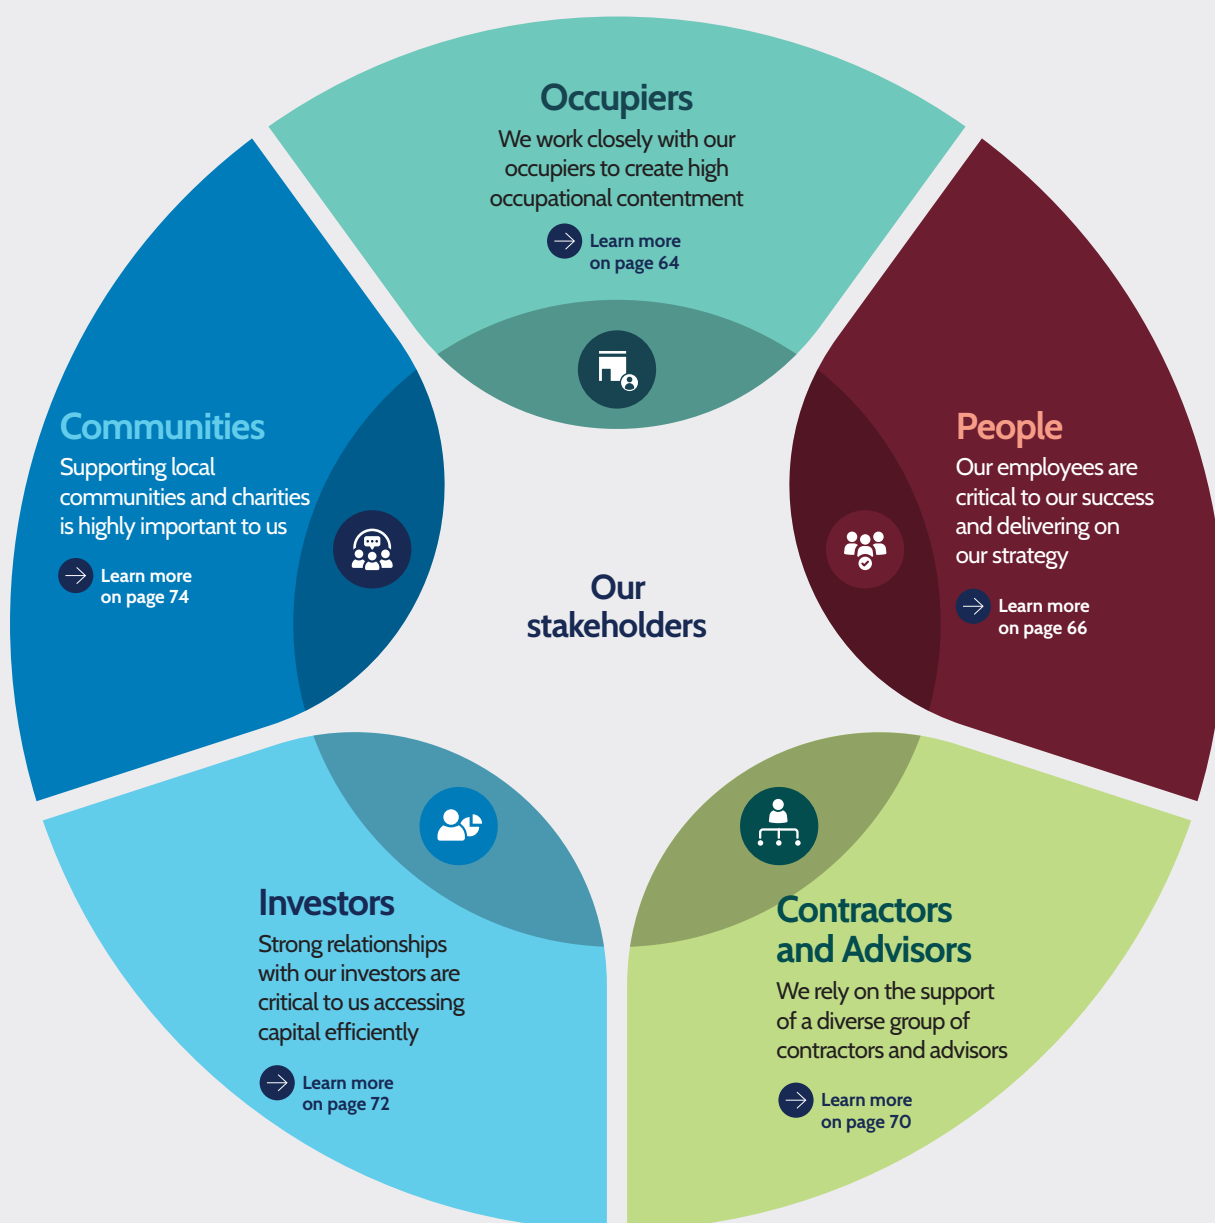 Occupiers
We work closely with our
occupiers to create high
occupational contentment
Learn more
on page 64
People
Our employees are
critical to our success
and delivering on
our strategy
Learn more
on page 66
Contractors
and Advisors
We rely on the support
of a diverse group of
contractors and advisors
Learn more
on page 70
Investors
Strong relationships
with our investors are
critical to us accessing
capital efficiently
Learn more
on page 72
Communities
Supporting local
communities and charities
is highly important to us
Learn more
on page 74
Our
stakeholders